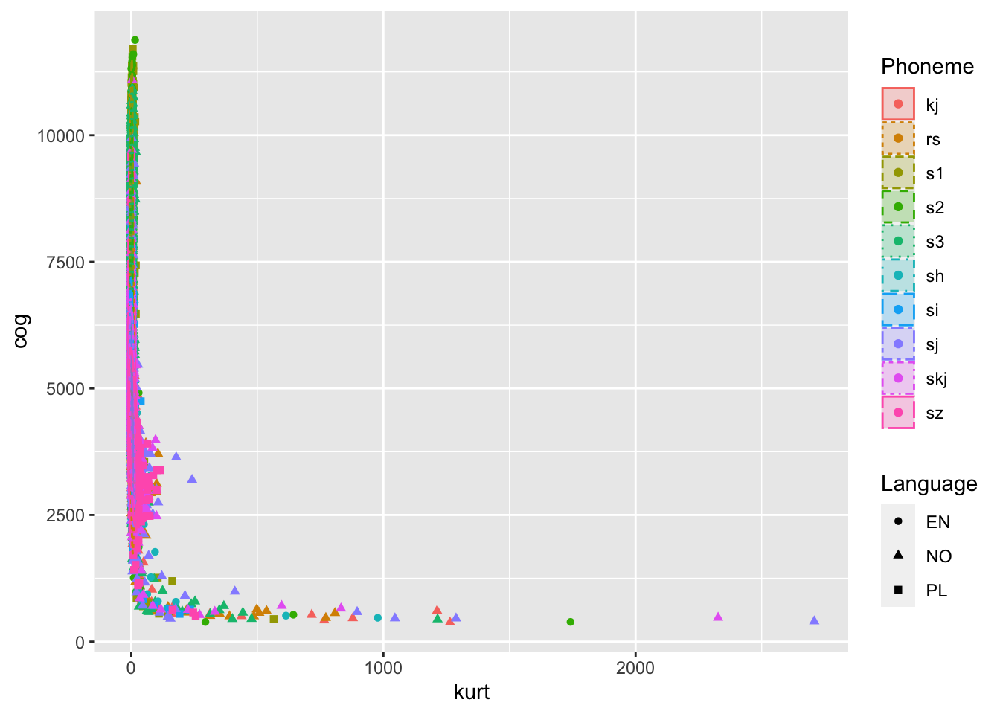 cog
10000
7500
5000
2500
0
0
1000
2000
kurt
Phoneme
kj
rs
s1
s2
s3
sh
si
sj
skj
sz
Language
EN
NO
PL